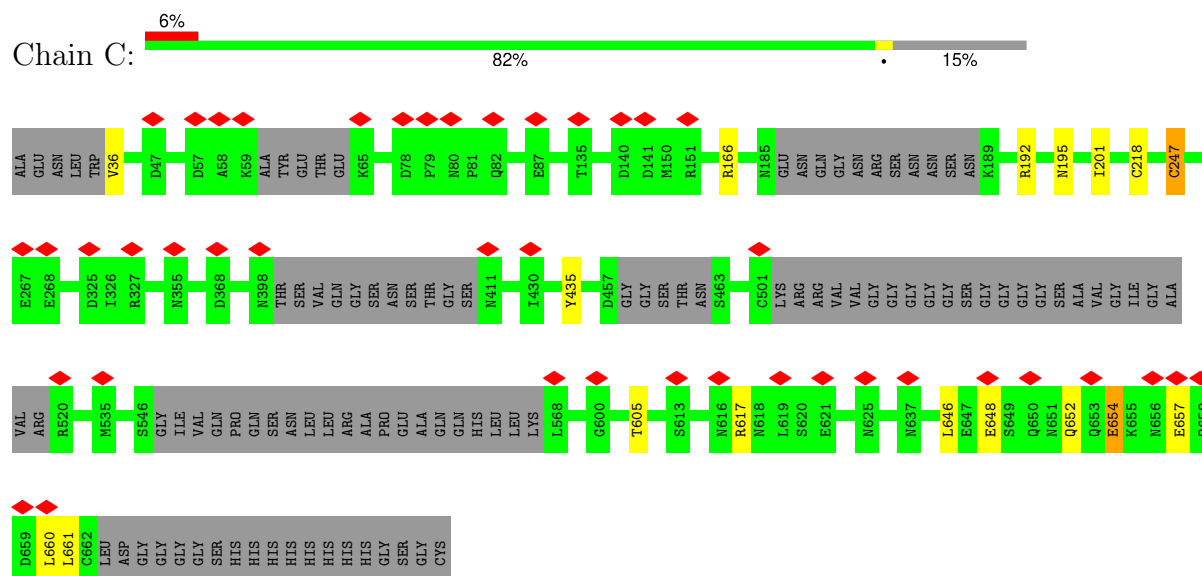 6%
Chain C:
82% • 15%
ALA GLU ASN LEU TRP V36 D47 D57 A58 K59 ALA TYR GLU THR GLU K65 D78 P79 N80 P81 Q82 E87 T135 D140 D141 M150 R151 R166 N185 GLU ASN GLN GLY ASN ARG SER ASN ASN SER ASN K189 R192 N195 I201 C218 C247
E267 E268 D325 I326 R327 N355 D368 N398 THR SER VAL GLN GLY SER ASN SER THR GLY SER N411 I430 Y435 D457 GLY GLY SER THR ASN S463 C501 LYS ARG ARG VAL VAL GLY GLY GLY GLY GLY SER GLY GLY GLY GLY SER ALA VAL GLY ILE GLY ALA
VAL ARG R520 M535 S546 GLY ILE VAL GLN PRO GLN SER ASN LEU LEU ARG ALA PRO GLU ALA GLN GLN HIS LEU LEU LYS L568 G600 T605 S613 N616 R617 N618 L619 S620 E621 N625 N637 L646 E647 E648 S649 Q650 N651 Q652 Q653 E654 K655 N656 E657
D659 L660 L661 C662 LEU ASP GLY GLY GLY GLY SER HIS HIS HIS HIS HIS HIS HIS HIS GLY SER GLY CYS